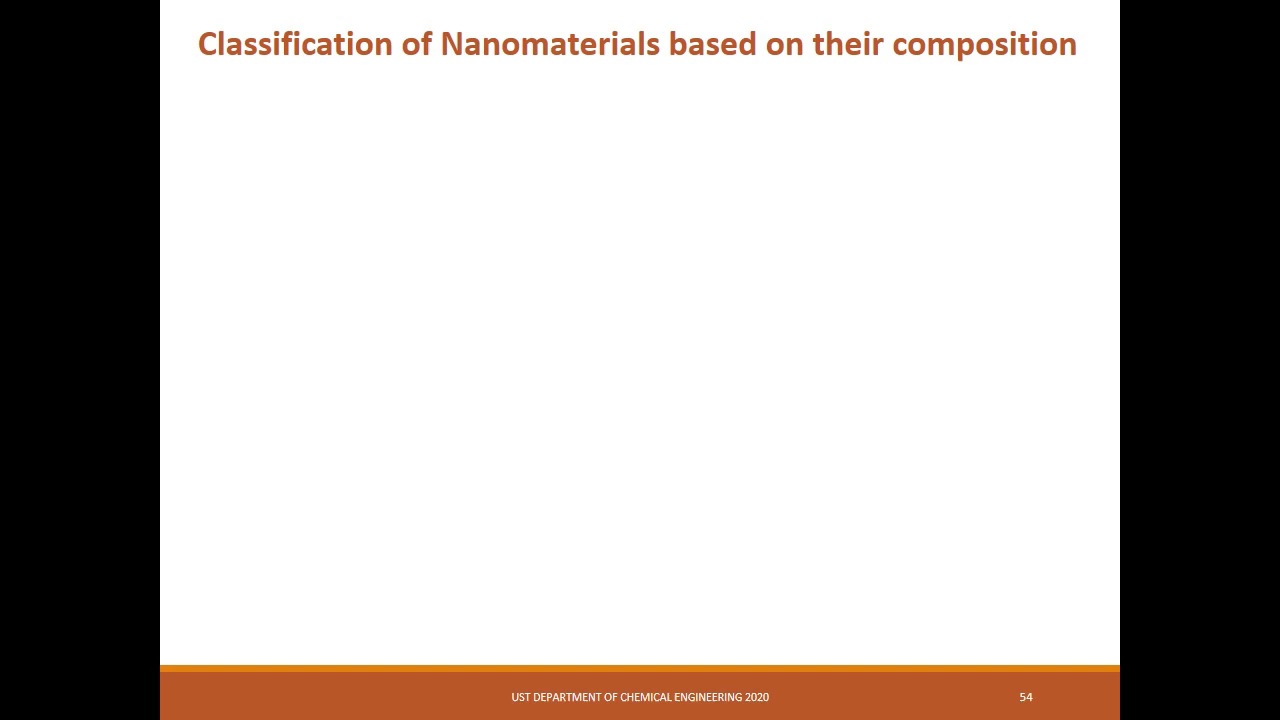 Classification of Nanomaterials based on their composition
UST DEPARTMENT OF CHEMICAL ENGINEERING 2020
54